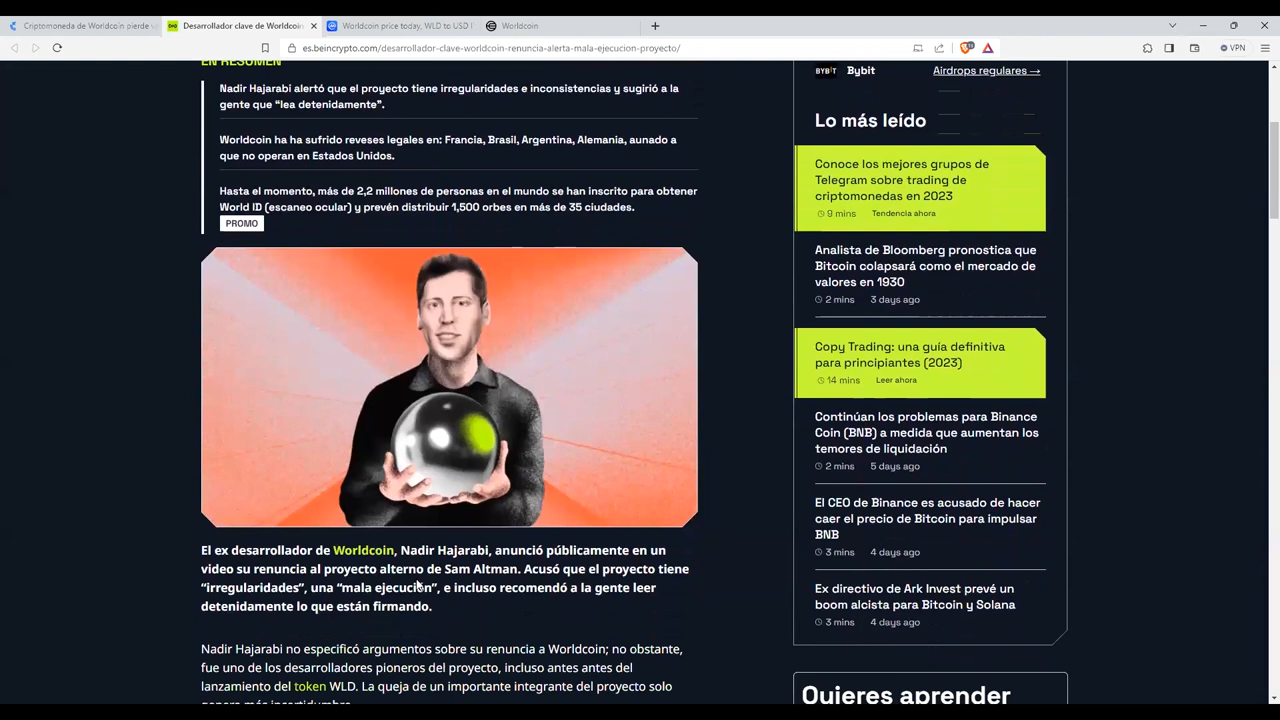 Criptomoneda de Worldcoin pierde
Desarrollador clave de Worldcoin
Worldcoin price today, WLD to USD
Worldcoin
es.beincrypto.com/desarrollador-clave-worldcoin-renuncia-alerta-mala-ejecucion-proyecto/
VPN
EN RESUMEN
Nadir Hajarabi alertó que el proyecto tiene irregularidades e inconsistencias y sugirió a la
gente que “lea detenidamente”.
Worldcoin ha ha sufrido reveses legales en: Francia, Brasil, Argentina, Alemania, aunado a
que no operan en Estados Unidos.
Hasta el momento, más de 2,2 millones de personas en el mundo se han inscrito para obtener
World ID (escaneo ocular) y prevén distribuir 1,500 orbes en más de 35 ciudades.
PROMO
El ex desarrollador de Worldcoin, Nadir Hajarabi, anunció públicamente en un
video su renuncia al proyecto alterno de Sam Altman. Acusó que el proyecto tiene
“irregularidades”, una “mala ejecución”, e incluso recomendó a la gente leer
detenidamente lo que están firmando.
Nadir Hajarabi no especificó argumentos sobre su renuncia a Worldcoin; no obstante,
fue uno de los desarrolladores pioneros del proyecto, incluso antes antes del
lanzamiento del token WLD. La queja de un importante integrante del proyecto solo
genera más incertidumbre
BYBIT Bybit
Airdrops regulares →
Lo más leído
Conoce los mejores grupos de
Telegram sobre trading de
criptomonedas en 2023
9 mins Tendencia ahora
Analista de Bloomberg pronostica que
Bitcoin colapsará como el mercado de
valores en 1930
2 mins 3 days ago
Copy Trading: una guía definitiva
para principiantes (2023)
14 mins Leer ahora
Continúan los problemas para Binance
Coin (BNB) a medida que aumentan los
temores de liquidación
2 mins 5 days ago
El CEO de Binance es acusado de hacer
caer el precio de Bitcoin para impulsar
BNB
3 mins 4 days ago
Ex directivo de Ark Invest prevé un
boom alcista para Bitcoin y Solana
3 mins 4 days ago
Quieres aprender